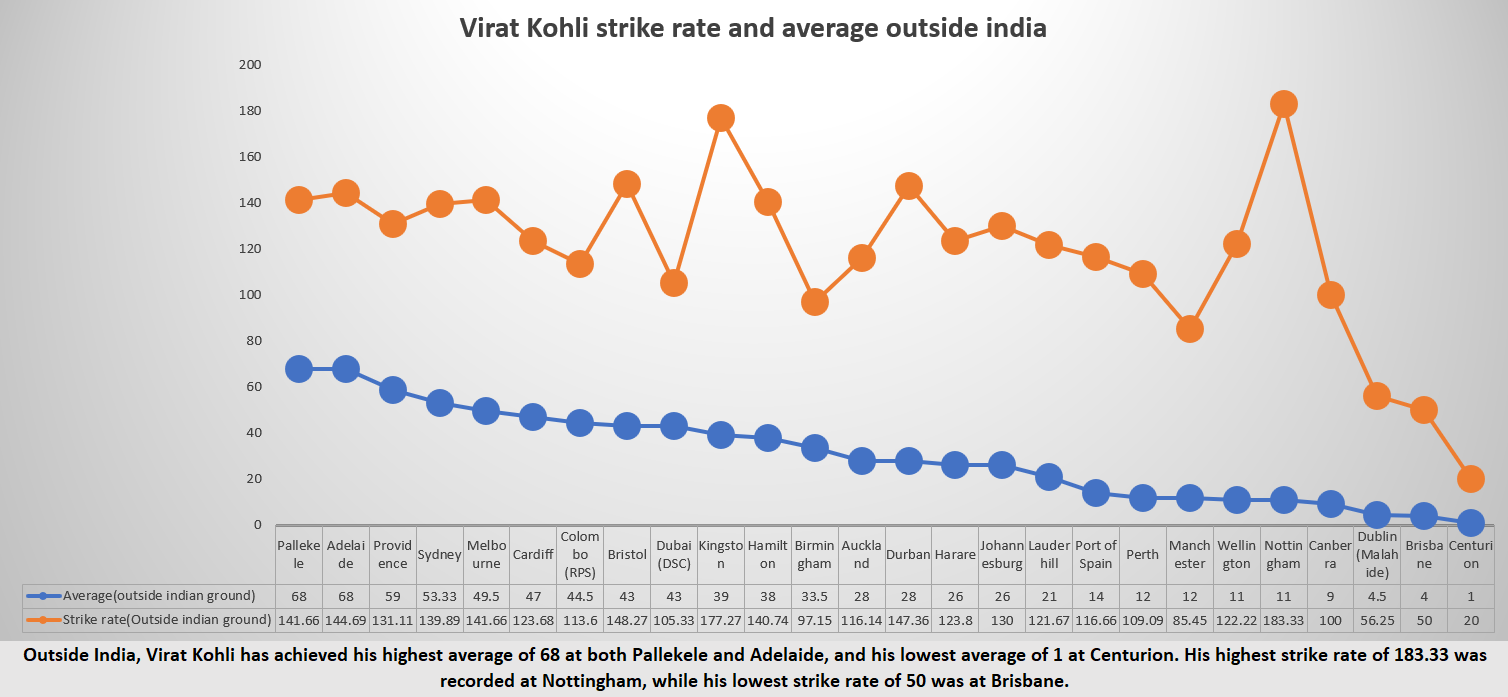 Virat Kohli strike rate and average outside india
200
180
160
140
120
100
80
60
40
20
0
Pallekele Adelaide Providence Sydney Melbourne Cardiff Colombo (RPS) Bristol Dubai (DSC) Kingston Hamilton Birmingham Auckland Durban Harare Johannesburg Lauderhill Port of Spain Perth Manchester Wellington Nottingham Canberra Dublin (Malahide) Brisbane Centurion
Average(outside indian ground) 68 68 59 53.33 49.5 47 44.5 43 43 39 38 33.5 28 28 26 26 21 14 12 12 11 11 9 4.5 4 1
Strike rate(Outside indian ground) 141.66 144.69 131.11 139.89 141.66 123.68 113.6 148.27 105.33 177.27 140.74 97.15 116.14 147.36 123.8 130 121.67 116.66 109.09 85.45 122.22 183.33 100 56.25 50 20
Outside India, Virat Kohli has achieved his highest average of 68 at both Pallekele and Adelaide, and his lowest average of 1 at Centurion. His highest strike rate of 183.33 was
recorded at Nottingham, while his lowest strike rate of 50 was at Brisbane.